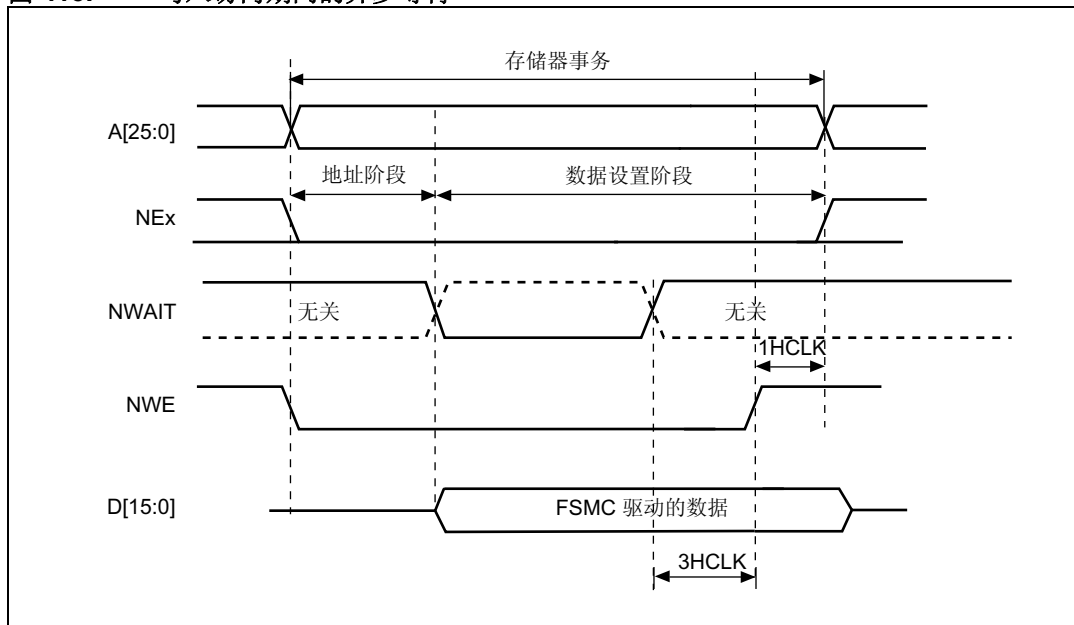 存储器事务
A[25:0]
地址阶段
数据设置阶段
NEx
NWAIT
无关
无关
1HCLK
NWE
D[15:0]
FSMC 驱动的数据
3HCLK